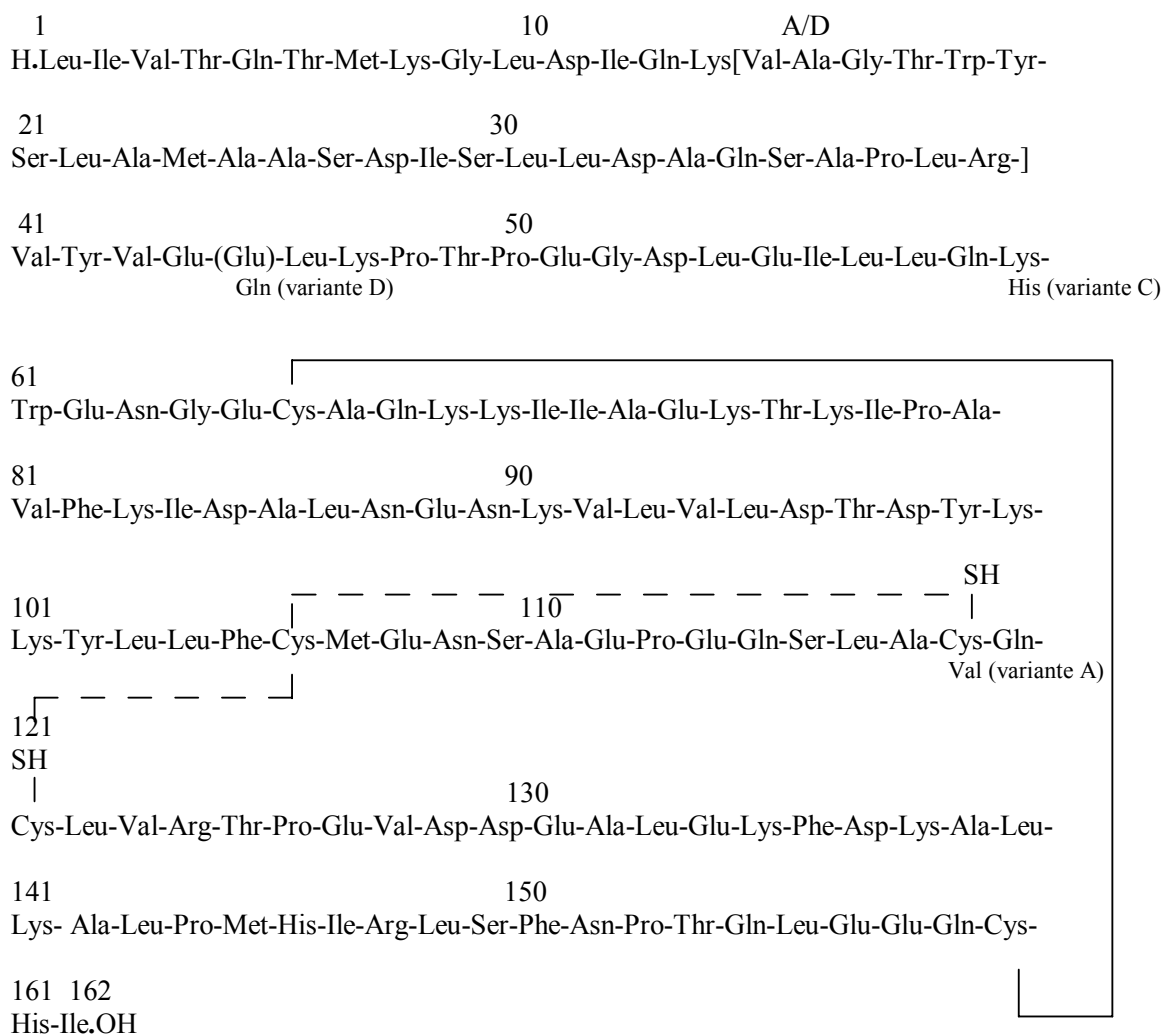 1 10 A/D
H.Leu-Ile-Val-Thr-Gln-Thr-Met-Lys-Gly-Leu-Asp-Ile-Gln-Lys[Val-Ala-Gly-Thr-Trp-Tyr-
21 30
Ser-Leu-Ala-Met-Ala-Ala-Ser-Asp-Ile-Ser-Leu-Leu-Asp-Ala-Gln-Ser-Ala-Pro-Leu-Arg-]
41 50
Val-Tyr-Val-Glu-(Glu)-Leu-Lys-Pro-Thr-Pro-Glu-Gly-Asp-Leu-Glu-Ile-Leu-Leu-Gln-Lys-
Gln (variante D) His (variante C)
61
Trp-Glu-Asn-Gly-Glu-Cys-Ala-Gln-Lys-Lys-Ile-Ile-Ala-Glu-Lys-Thr-Lys-Ile-Pro-Ala-
81 90
Val-Phe-Lys-Ile-Asp-Ala-Leu-Asn-Glu-Asn-Lys-Val-Leu-Val-Leu-Asp-Thr-Asp-Tyr-Lys-
SH
101 110
Lys-Tyr-Leu-Leu-Phe-Cys-Met-Glu-Asn-Ser-Ala-Glu-Pro-Glu-Gln-Ser-Leu-Ala-Cys-Gln-
Val (variante A)
121
SH
130
Cys-Leu-Val-Arg-Thr-Pro-Glu-Val-Asp-Asp-Glu-Ala-Leu-Glu-Lys-Phe-Asp-Lys-Ala-Leu-
141 150
Lys- Ala-Leu-Pro-Met-His-Ile-Arg-Leu-Ser-Phe-Asn-Pro-Thr-Gln-Leu-Glu-Glu-Gln-Cys-
161 162
His-Ile.OH